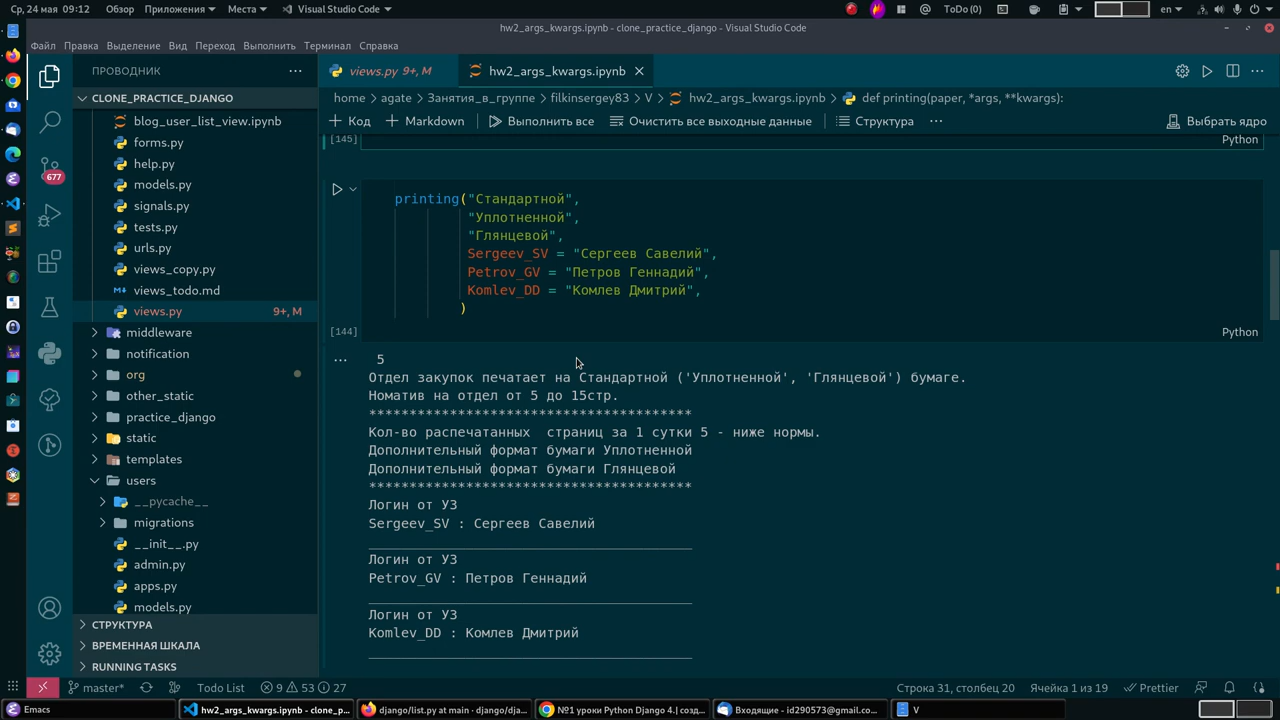 Ср, 24 мая 09:12 Обзор Приложения Места Visual Studio Code ToDo (0) en
hw2_args_kwargs.ipynb - clone_practice_django - Visual Studio Code
Файл Правка Выделение Вид Переход Выполнить Терминал Справка
ПРОВОДНИК
views.py 9+, M hw2_args_kwargs.ipynb
CLONE_PRACTICE_DJANGO
home agate Занятия_в_группе filkinsergey83 V hw2_args_kwargs.ipynb def printing(paper, *args, **kwargs):
Код Markdown Выполнить все Очистить все выходные данные Структура Выбрать ядро
blog_user_list_view.ipynb
forms.py
help.py
models.py
signals.py
tests.py
urls.py
views_copy.py
views_todo.md
views.py 9+, M
middleware
notification
org
other_static
practice_django
static
templates
users
__pycache__
migrations
__init__.py
admin.py
apps.py
models.py
СТРУКТУРА
ВРЕМЕННАЯ ШКАЛА
RUNNING TASKS
677
[145] Python
printing("Стандартной",
"Уплотненной",
"Глянцевой",
Sergeev_SV = "Сергеев Савелий",
Petrov_GV = "Петров Геннадий",
Komlev_DD = "Комлев Дмитрий",
)
[144] Python
5
Отдел закупок печатает на Стандартной ('Уплотненной', 'Глянцевой') бумаге.
Номатив на отдел от 5 до 15стр.
****************************************
Кол-во распечатанных  страниц за 1 сутки 5 - ниже нормы.
Дополнительный формат бумаги Уплотненной
Дополнительный формат бумаги Глянцевой
****************************************
Логин от УЗ
Sergeev_SV : Сергеев Савелий
________________________________________
Логин от УЗ
Petrov_GV : Петров Геннадий
________________________________________
Логин от УЗ
Komlev_DD : Комлев Дмитрий
________________________________________
master* Todo List 9 53 27 Строка 31, столбец 20 Ячейка 1 из 19 Prettier
Emacs hw2_args_kwargs.ipynb - clone_p... django/list.py at main · django/dja... №1 уроки Python Django 4.| созд... Входящие - id290573@gmail.co... V